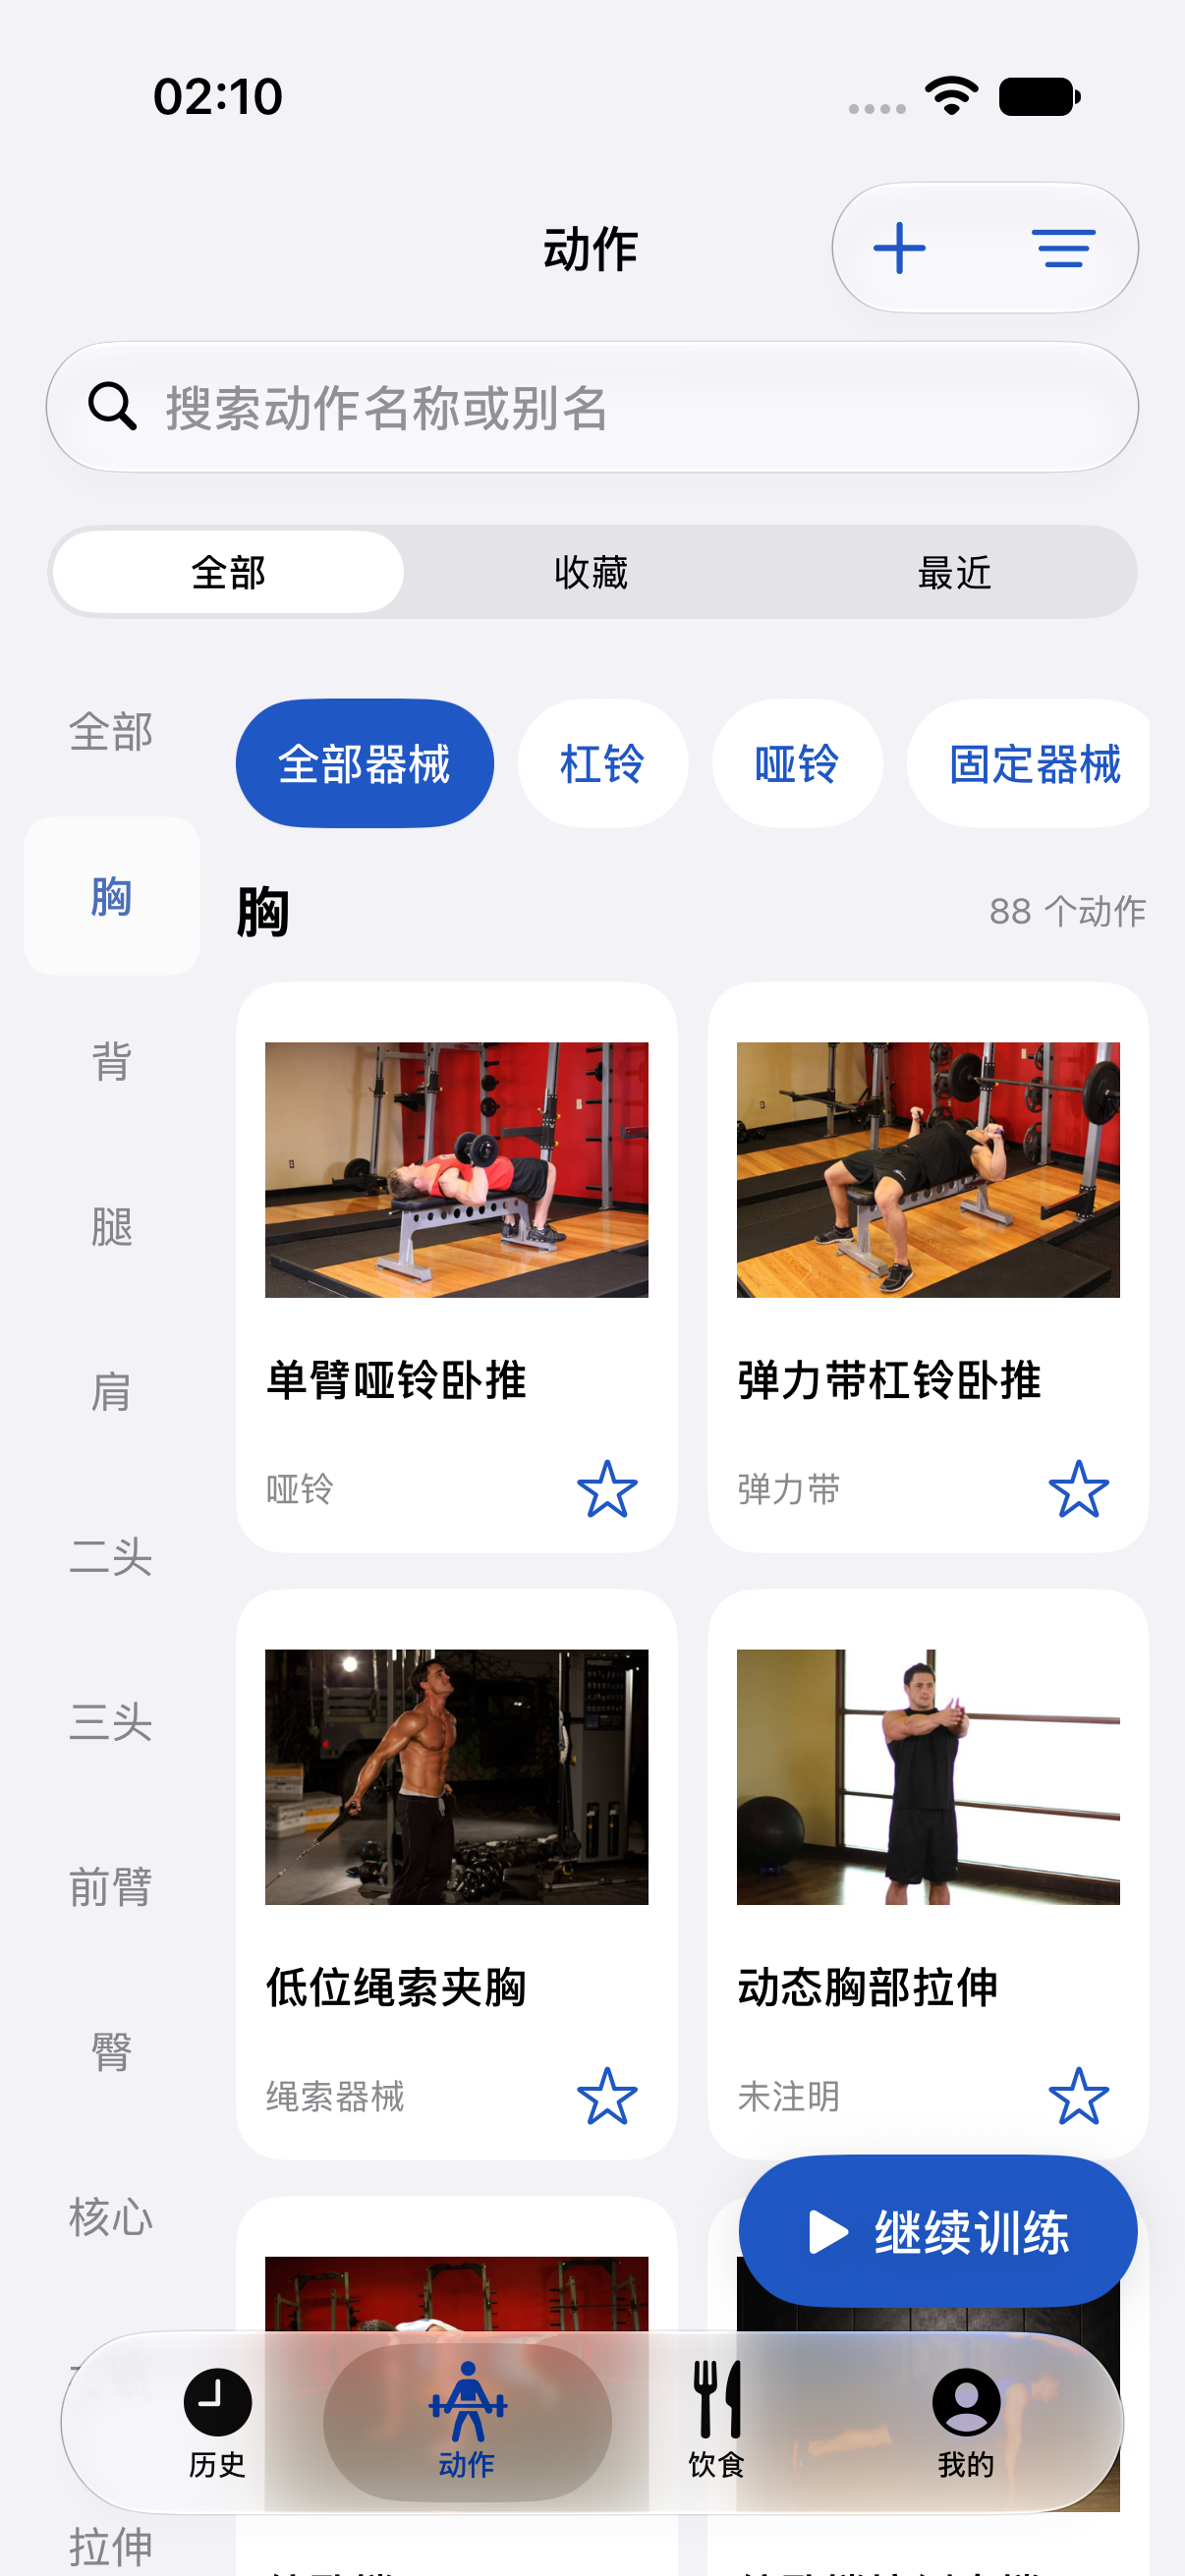 02:10
动作
搜索动作名称或别名
全部
收藏
最近
全部
胸
背
腿
肩
二头
三头
前臂
臀
核心
拉伸
全部器械
杠铃
哑铃
固定器械
胸
88 个动作
单臂哑铃卧推
哑铃
弹力带杠铃卧推
弹力带
低位绳索夹胸
绳索器械
动态胸部拉伸
未注明
继续训练
历史
动作
饮食
我的